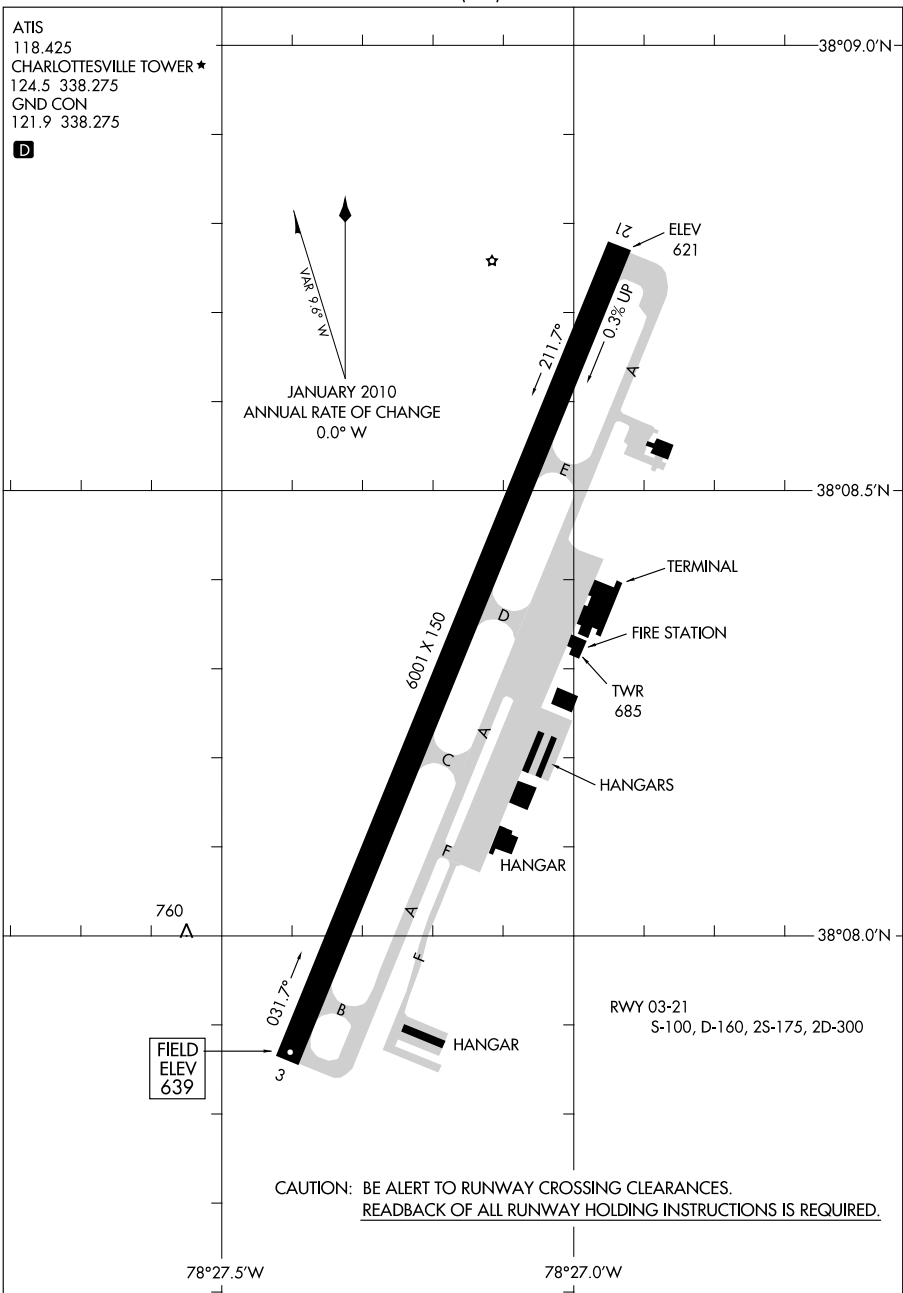 ATIS
118.425
CHARLOTTESVILLE TOWER ★
124.5 338.275
GND CON
121.9 338.275
D
38°09.0'N
VAR 9.6° W
JANUARY 2010
ANNUAL RATE OF CHANGE
0.0° W
21
ELEV
621
211.7°
0.3% UP
A
E
38°08.5'N
TERMINAL
D
FIRE STATION
6001 X 150
TWR
685
A
C
HANGARS
F
HANGAR
760
A
38°08.0'N
F
031.7°
B
RWY 03-21
S-100, D-160, 2S-175, 2D-300
HANGAR
FIELD
ELEV
639
3
CAUTION: BE ALERT TO RUNWAY CROSSING CLEARANCES.
READBACK OF ALL RUNWAY HOLDING INSTRUCTIONS IS REQUIRED.
78°27.5'W
78°27.0'W